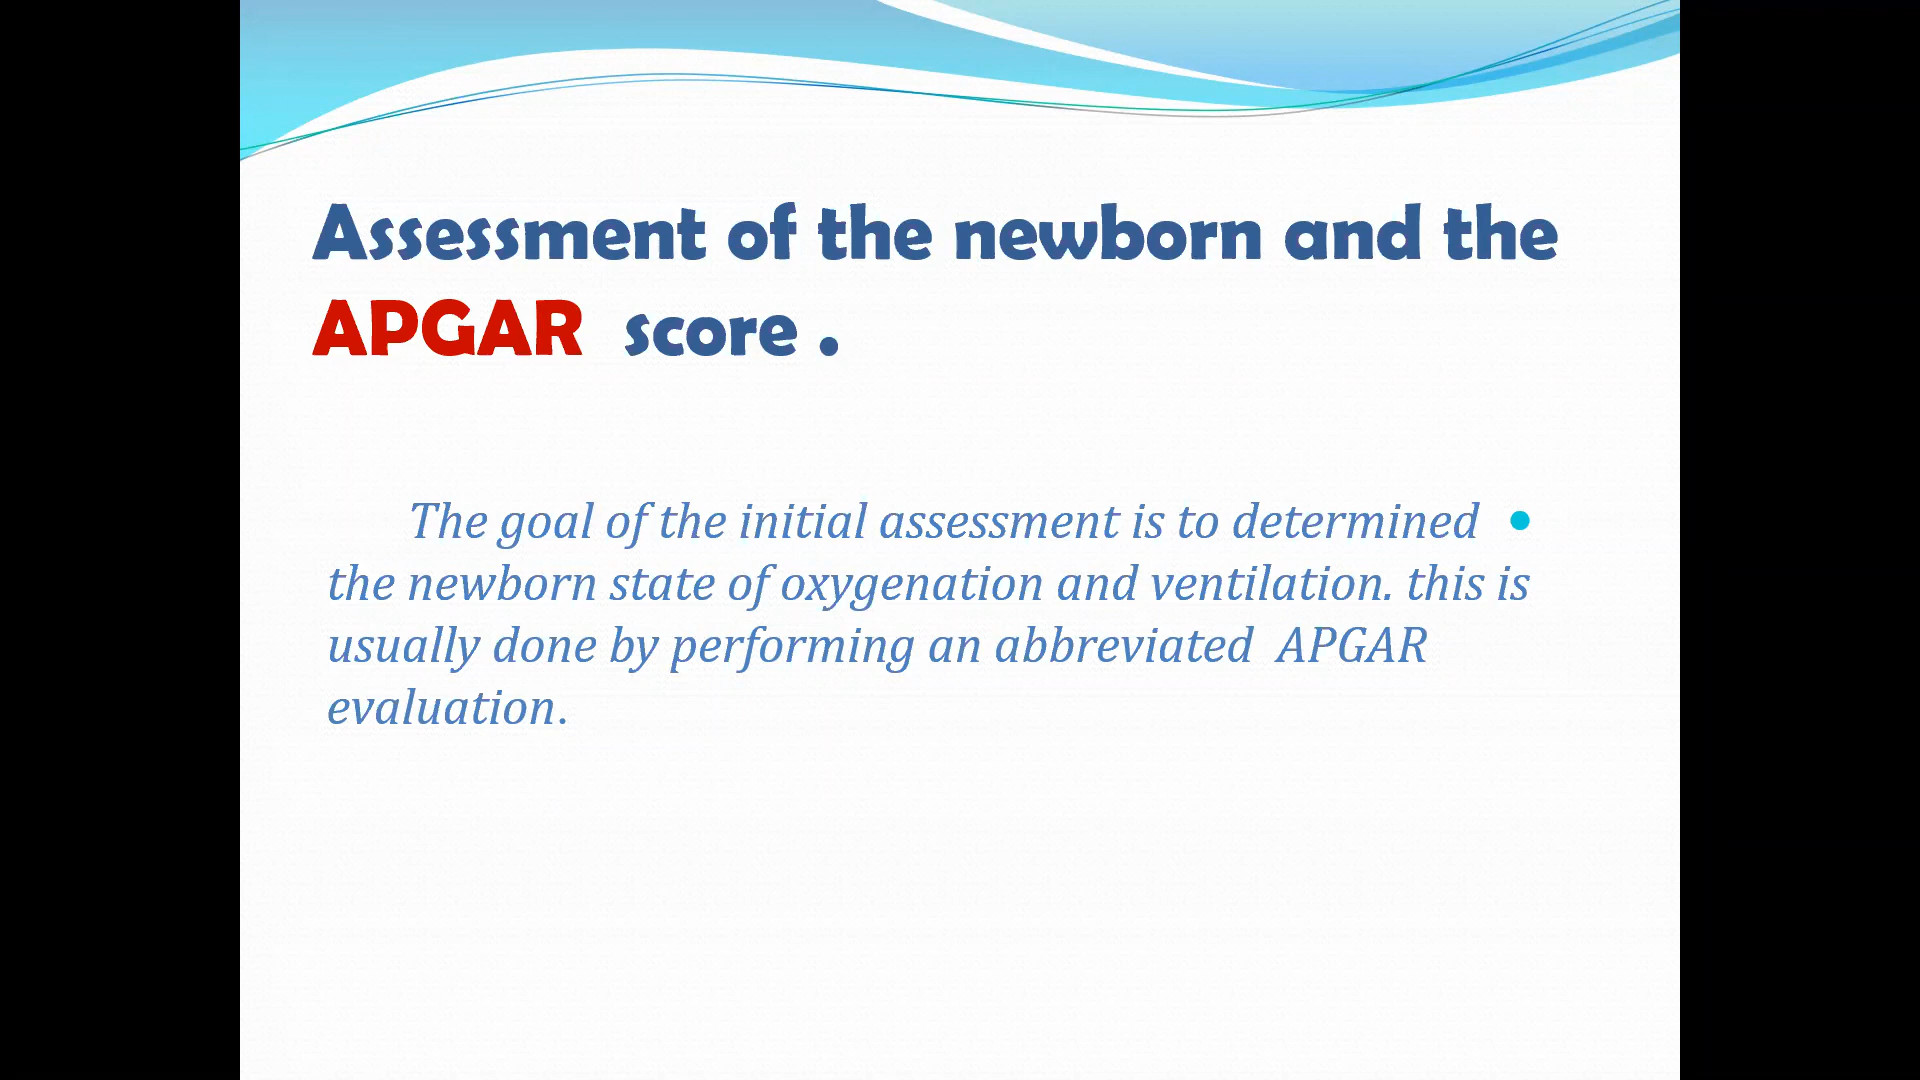 Assessment of the newborn and the
APGAR score .
• The goal of the initial assessment is to determined
the newborn state of oxygenation and ventilation. this is
usually done by performing an abbreviated APGAR
evaluation.